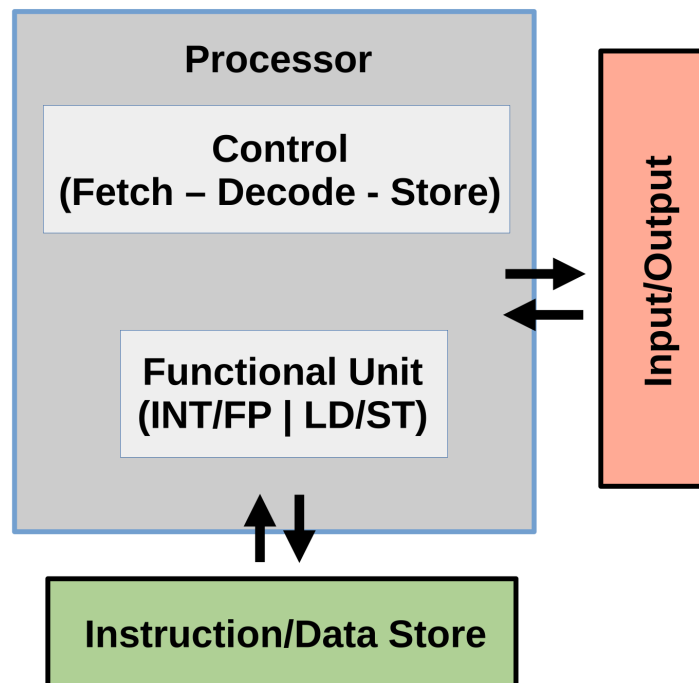 Processor
Control
(Fetch – Decode - Store)
Input/Output
Functional Unit
(INT/FP | LD/ST)
Instruction/Data Store